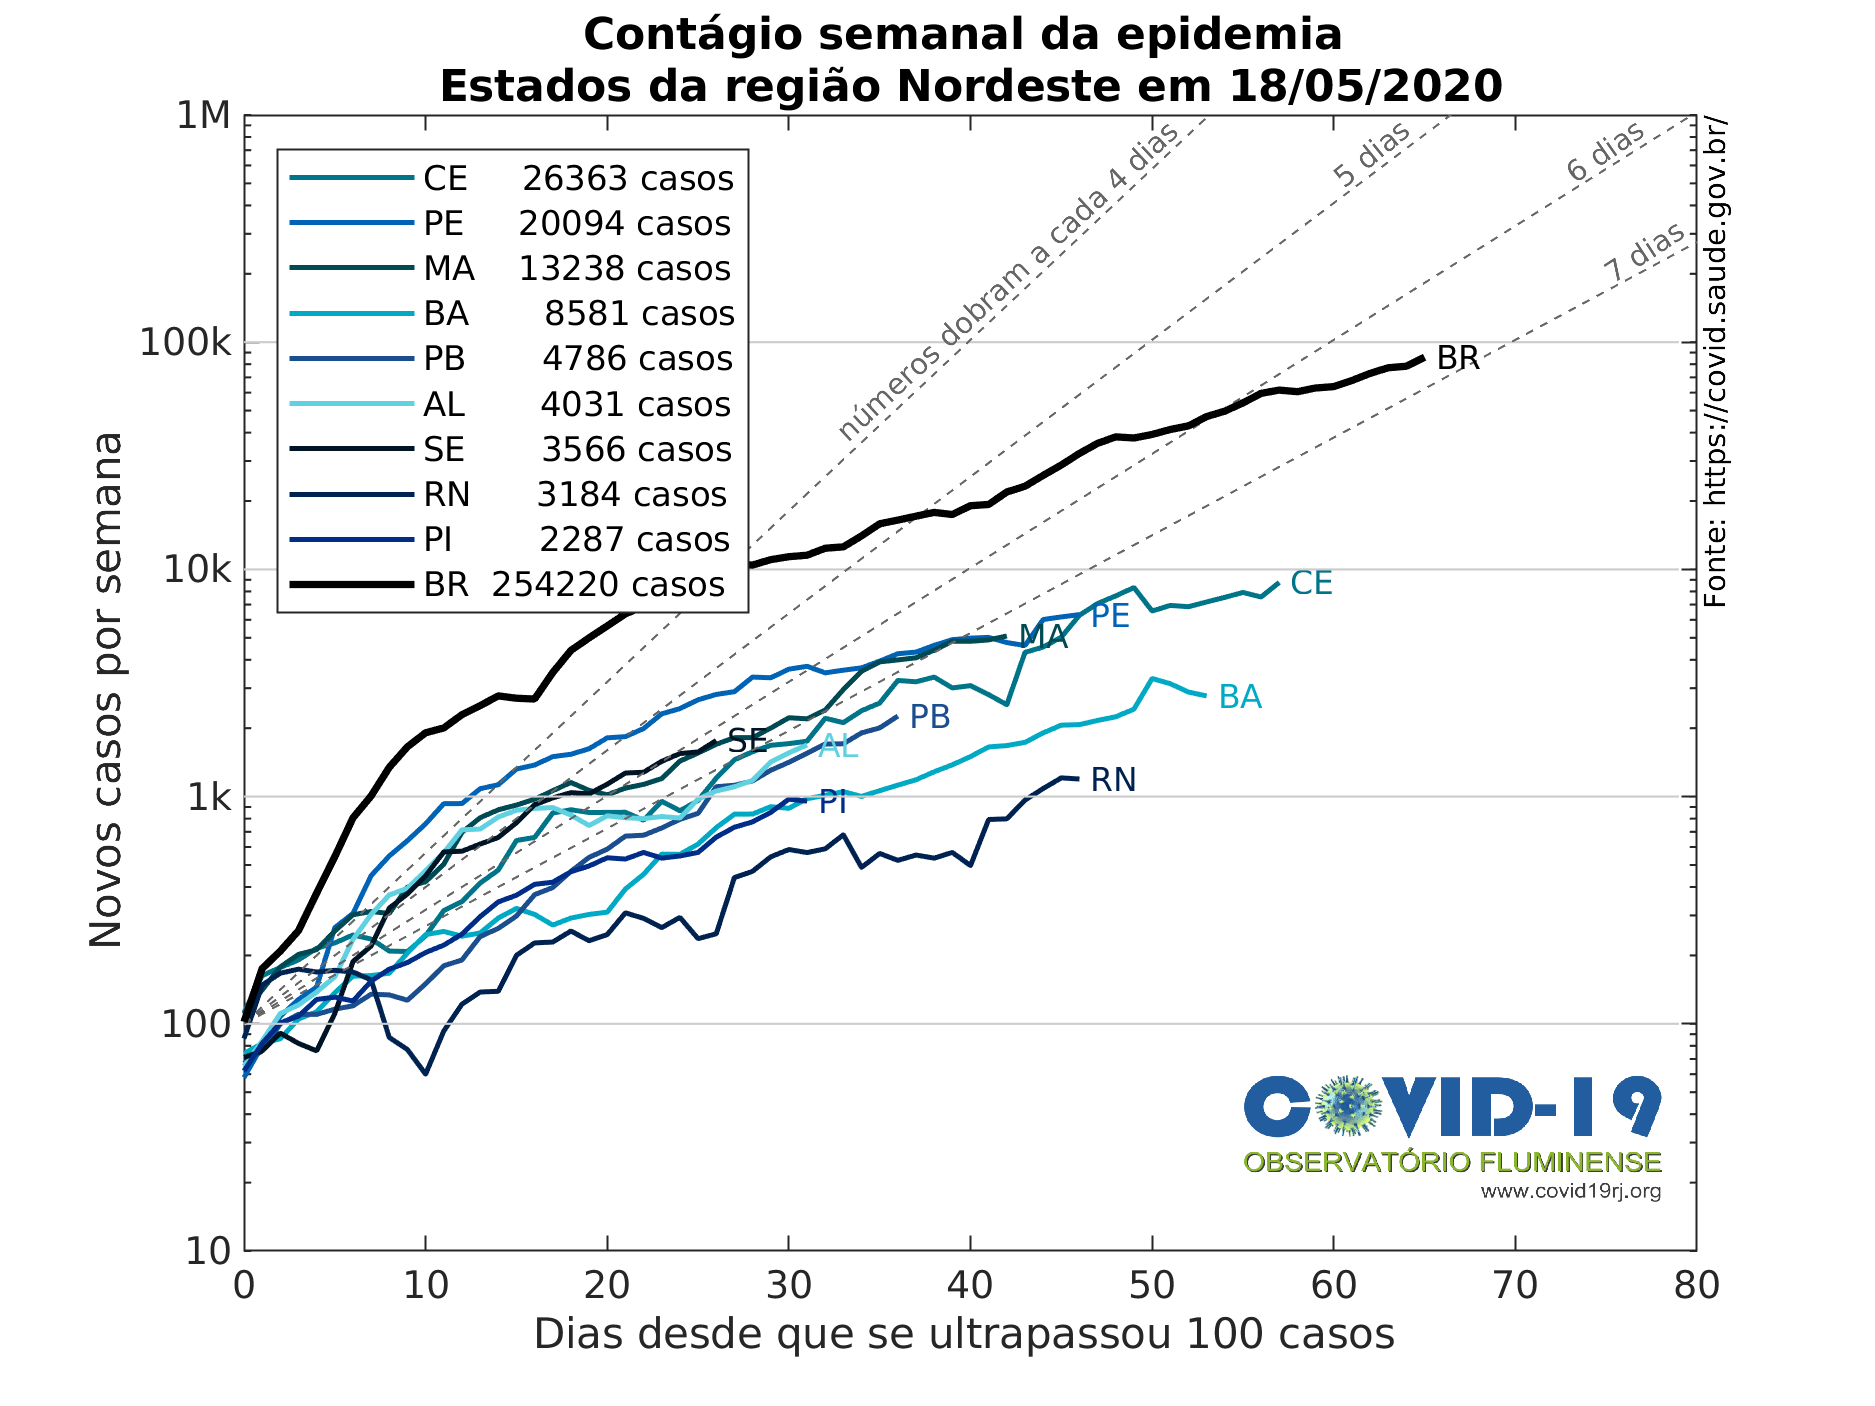 Contágio semanal da epidemia
Estados da região Nordeste em 18/05/2020
1M
100k
10k
1k
100
10
Novos casos por semana
CE 26363 casos
PE 20094 casos
MA 13238 casos
BA 8581 casos
PB 4786 casos
AL 4031 casos
SE 3566 casos
RN 3184 casos
PI 2287 casos
BR 254220 casos
números dobram a cada 4 dias
5 dias
6 dias
7 dias
BR
CE
PE
MA
BA
PB
SE
AL
RN
PI
Fonte: https://covid.saude.gov.br/
COVID-19
OBSERVATÓRIO FLUMINENSE
www.covid19rj.org
0 10 20 30 40 50 60 70 80
Dias desde que se ultrapassou 100 casos